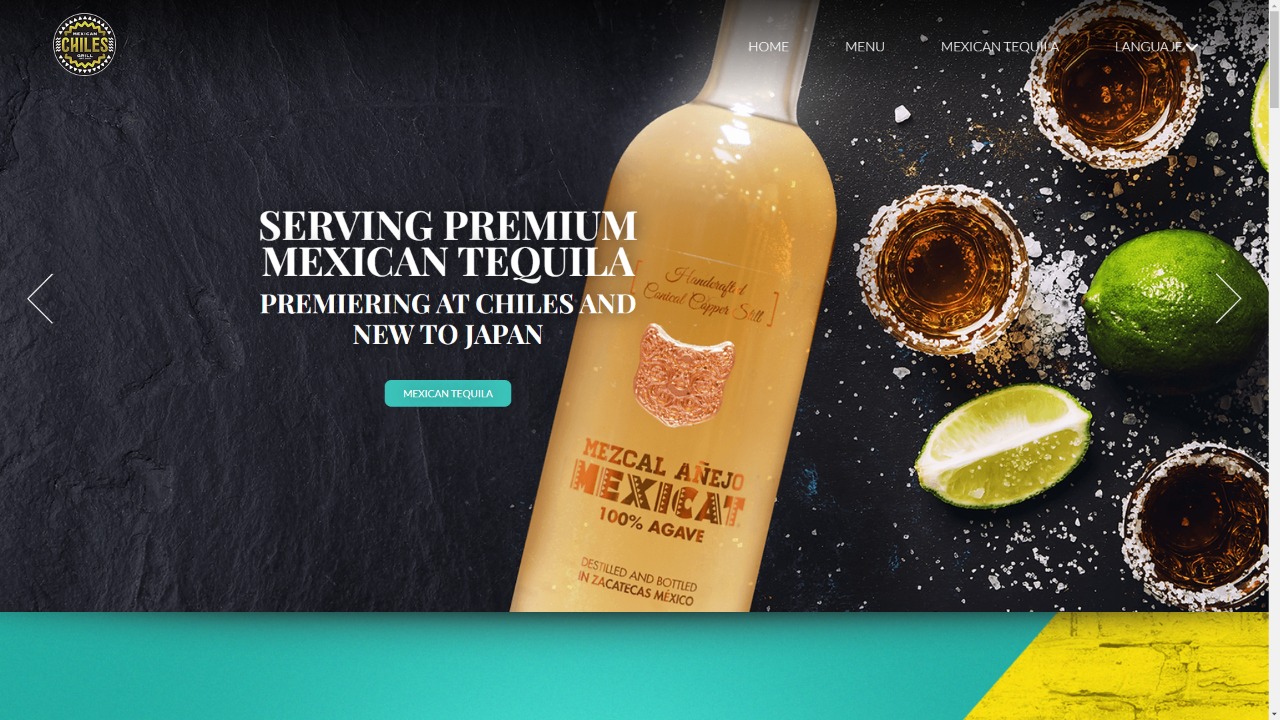 MEXICAN
CHILES
GRILL
HOME
MENU
MEXICAN TEQUILA
LANGUAJE
SERVING PREMIUM
MEXICAN TEQUILA
PREMIERING AT CHILES AND
NEW TO JAPAN
MEXICAN TEQUILA
Handcrafted
Conical Copper Still
MEZCAL AÑEJO
MEXICAT
100% AGAVE
DESTILLED AND BOTTLED
IN ZACATECAS MÉXICO